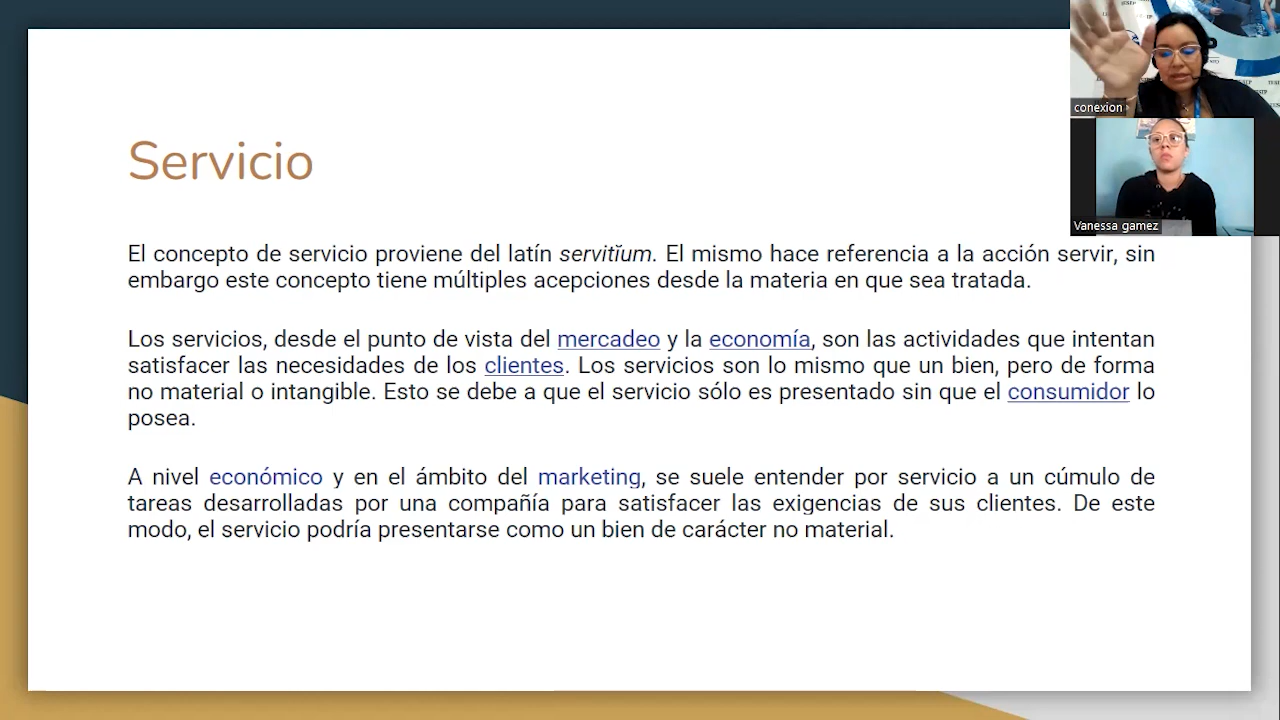 Servicio
El concepto de servicio proviene del latín servitĭum. El mismo hace referencia a la acción servir, sin
embargo este concepto tiene múltiples acepciones desde la materia en que sea tratada.
Los servicios, desde el punto de vista del mercadeo y la economía, son las actividades que intentan
satisfacer las necesidades de los clientes. Los servicios son lo mismo que un bien, pero de forma
no material o intangible. Esto se debe a que el servicio sólo es presentado sin que el consumidor lo
posea.
A nivel económico y en el ámbito del marketing, se suele entender por servicio a un cúmulo de
tareas desarrolladas por una compañía para satisfacer las exigencias de sus clientes. De este
modo, el servicio podría presentarse como un bien de carácter no material.
conexion
Vanessa gamez